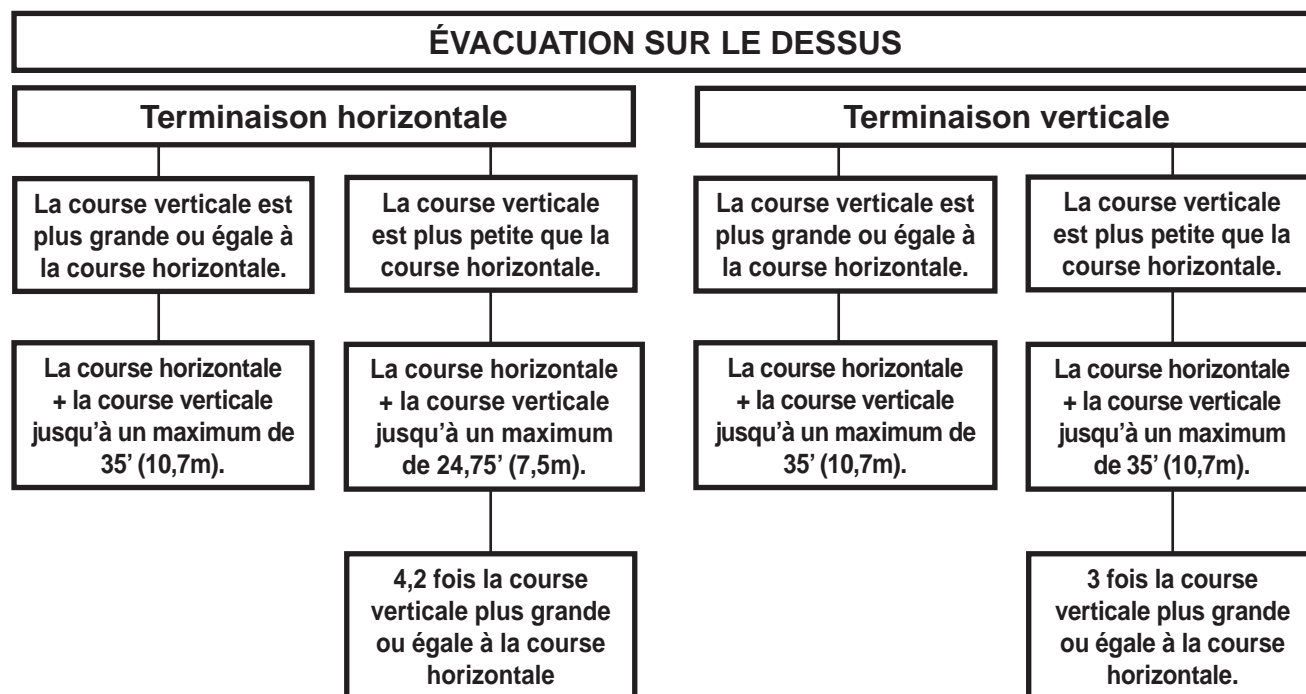 ÉVACUATION SUR LE DESSUS
Terminaison horizontale
La course verticale est
plus grande ou égale à
la course horizontale.
La course horizontale
+ la course verticale
jusqu’à un maximum de
35’ (10,7m).
La course verticale
est plus petite que la
course horizontale.
La course horizontale
+ la course verticale
jusqu’à un maximum
de 24,75’ (7,5m).
4,2 fois la course
verticale plus grande
ou égale à la course
horizontale
Terminaison verticale
La course verticale est
plus grande ou égale à
la course horizontale.
La course horizontale
+ la course verticale
jusqu’à un maximum de
35’ (10,7m).
La course verticale
est plus petite que la
course horizontale.
La course horizontale
+ la course verticale
jusqu’à un maximum
de 35’ (10,7m).
3 fois la course
verticale plus grande
ou égale à la course
horizontale.